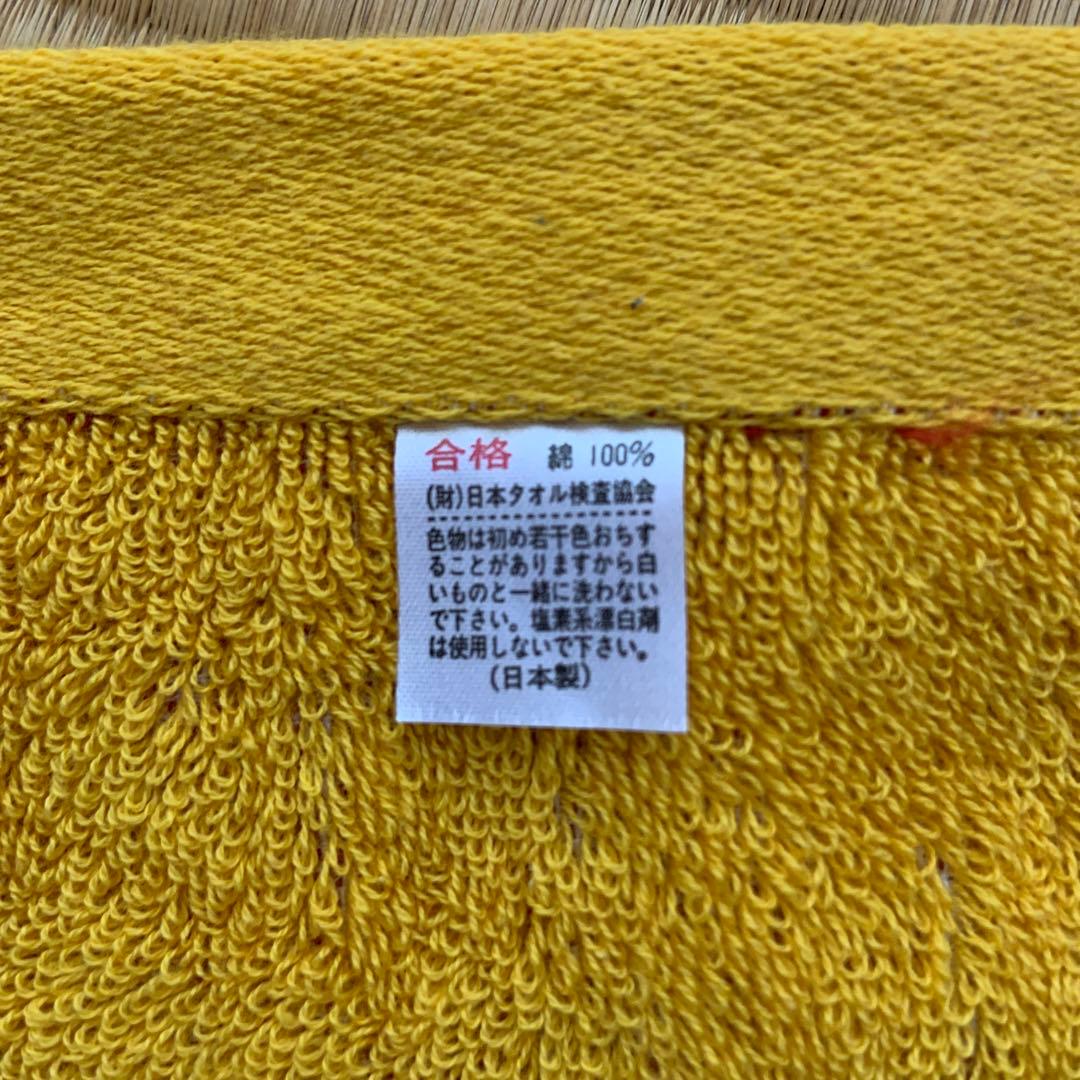 合格 綿 100%
(財)日本タオル検査協会
色物は初め若干色おちす
ることがありますから白
いものと一緒に洗わない
で下さい。塩素系漂白剤
は使用しないで下さい。
(日本製)